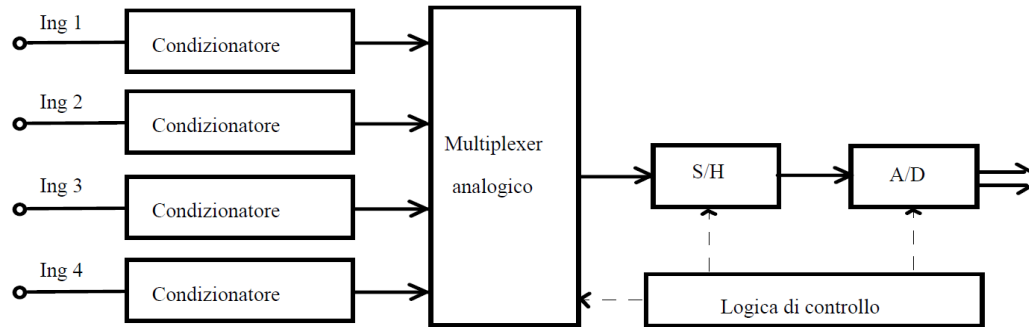 Ing 1
Condizionatore
Ing 2
Condizionatore
Ing 3
Condizionatore
Ing 4
Condizionatore
Multiplexer
analogico
S/H
A/D
Logica di controllo